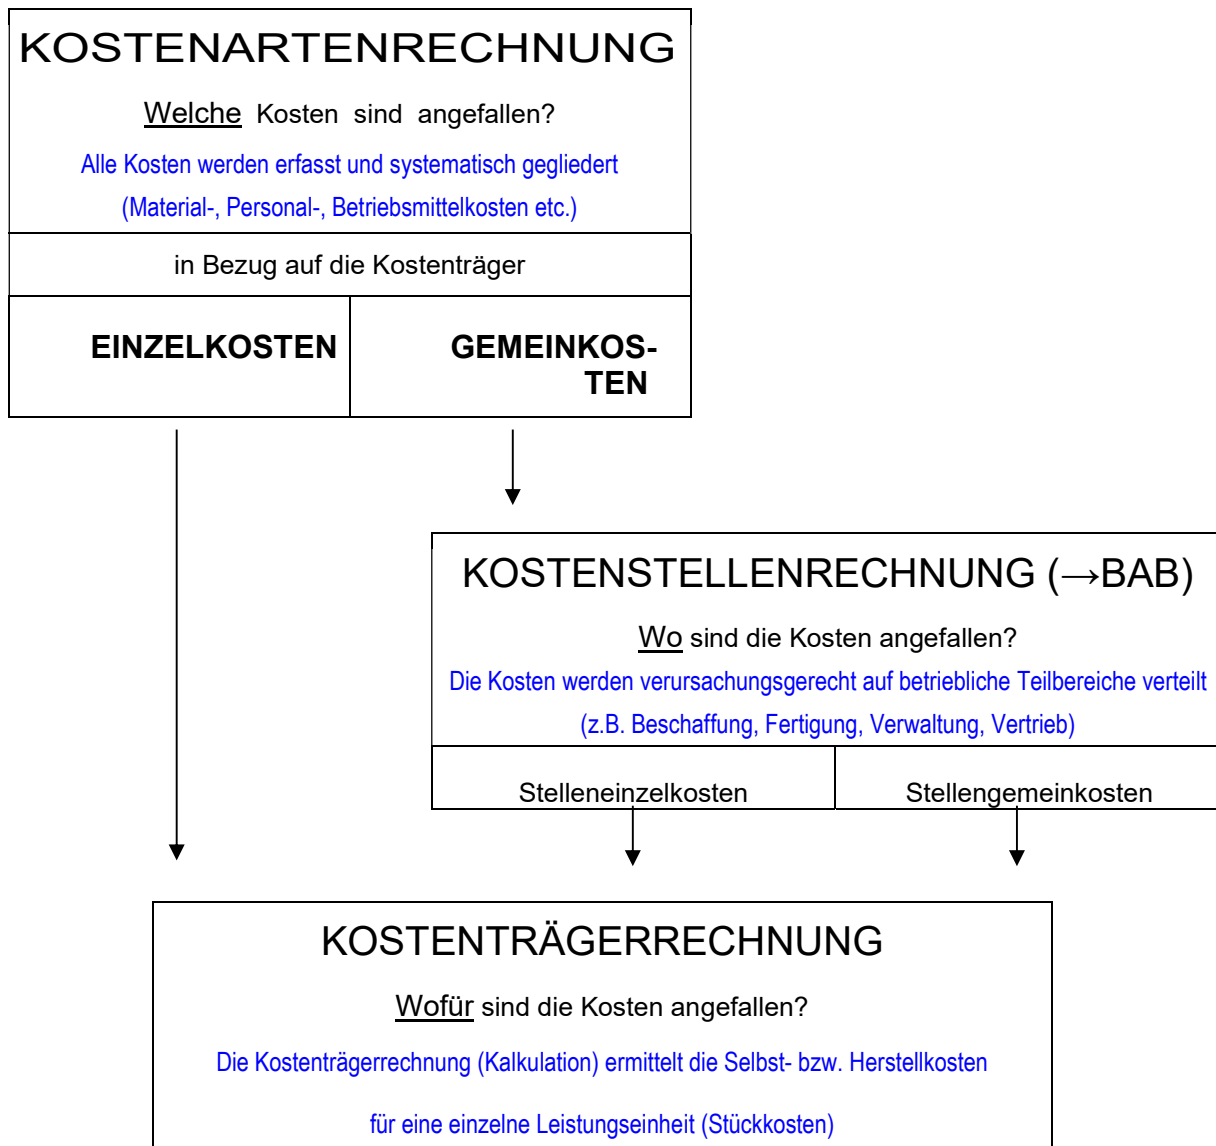 KOSTENARTENRECHNUNG
Welche Kosten sind angefallen?
Alle Kosten werden erfasst und systematisch gegliedert
(Material-, Personal-, Betriebsmittelkosten etc.)
in Bezug auf die Kostenträger
EINZELKOSTEN
GEMEINKOS-
TEN
KOSTENSTELLENRECHNUNG (→BAB)
Wo sind die Kosten angefallen?
Die Kosten werden verursachungsgerecht auf betriebliche Teilbereiche verteilt
(z.B. Beschaffung, Fertigung, Verwaltung, Vertrieb)
Stelleneinzelkosten
Stellengemeinkosten
KOSTENTRÄGERRECHNUNG
Wofür sind die Kosten angefallen?
Die Kostenträgerrechnung (Kalkulation) ermittelt die Selbst- bzw. Herstellkosten
für eine einzelne Leistungseinheit (Stückkosten)